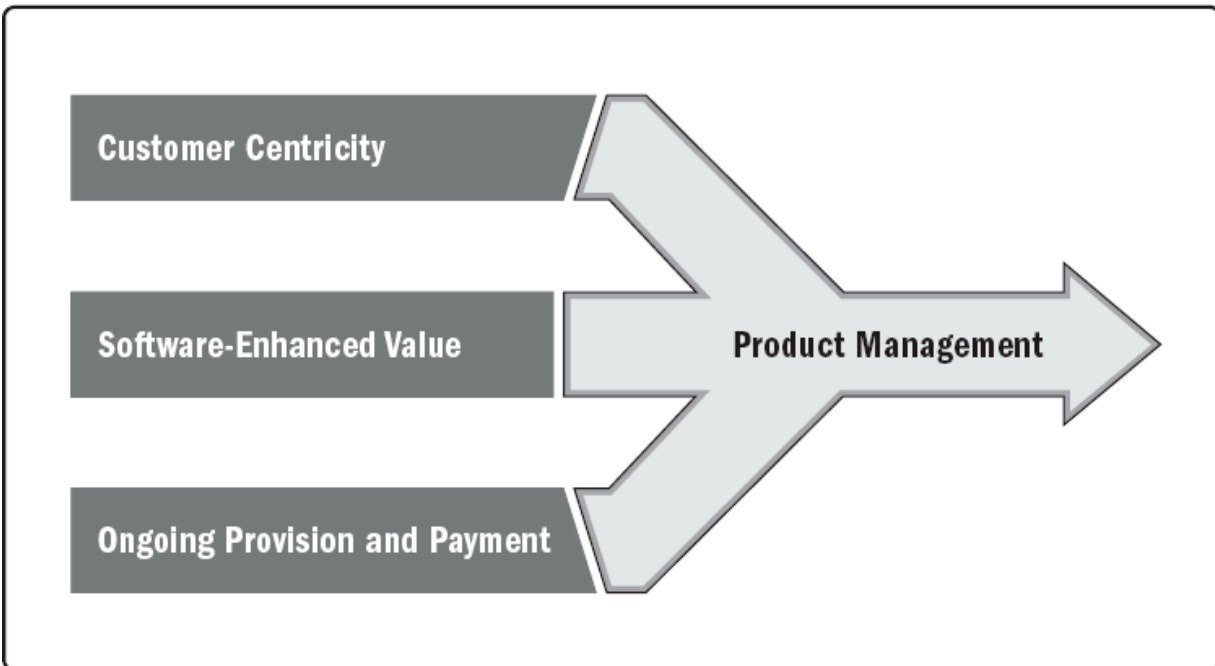 Customer Centricity
Software-Enhanced Value
Product Management
Ongoing Provision and Payment